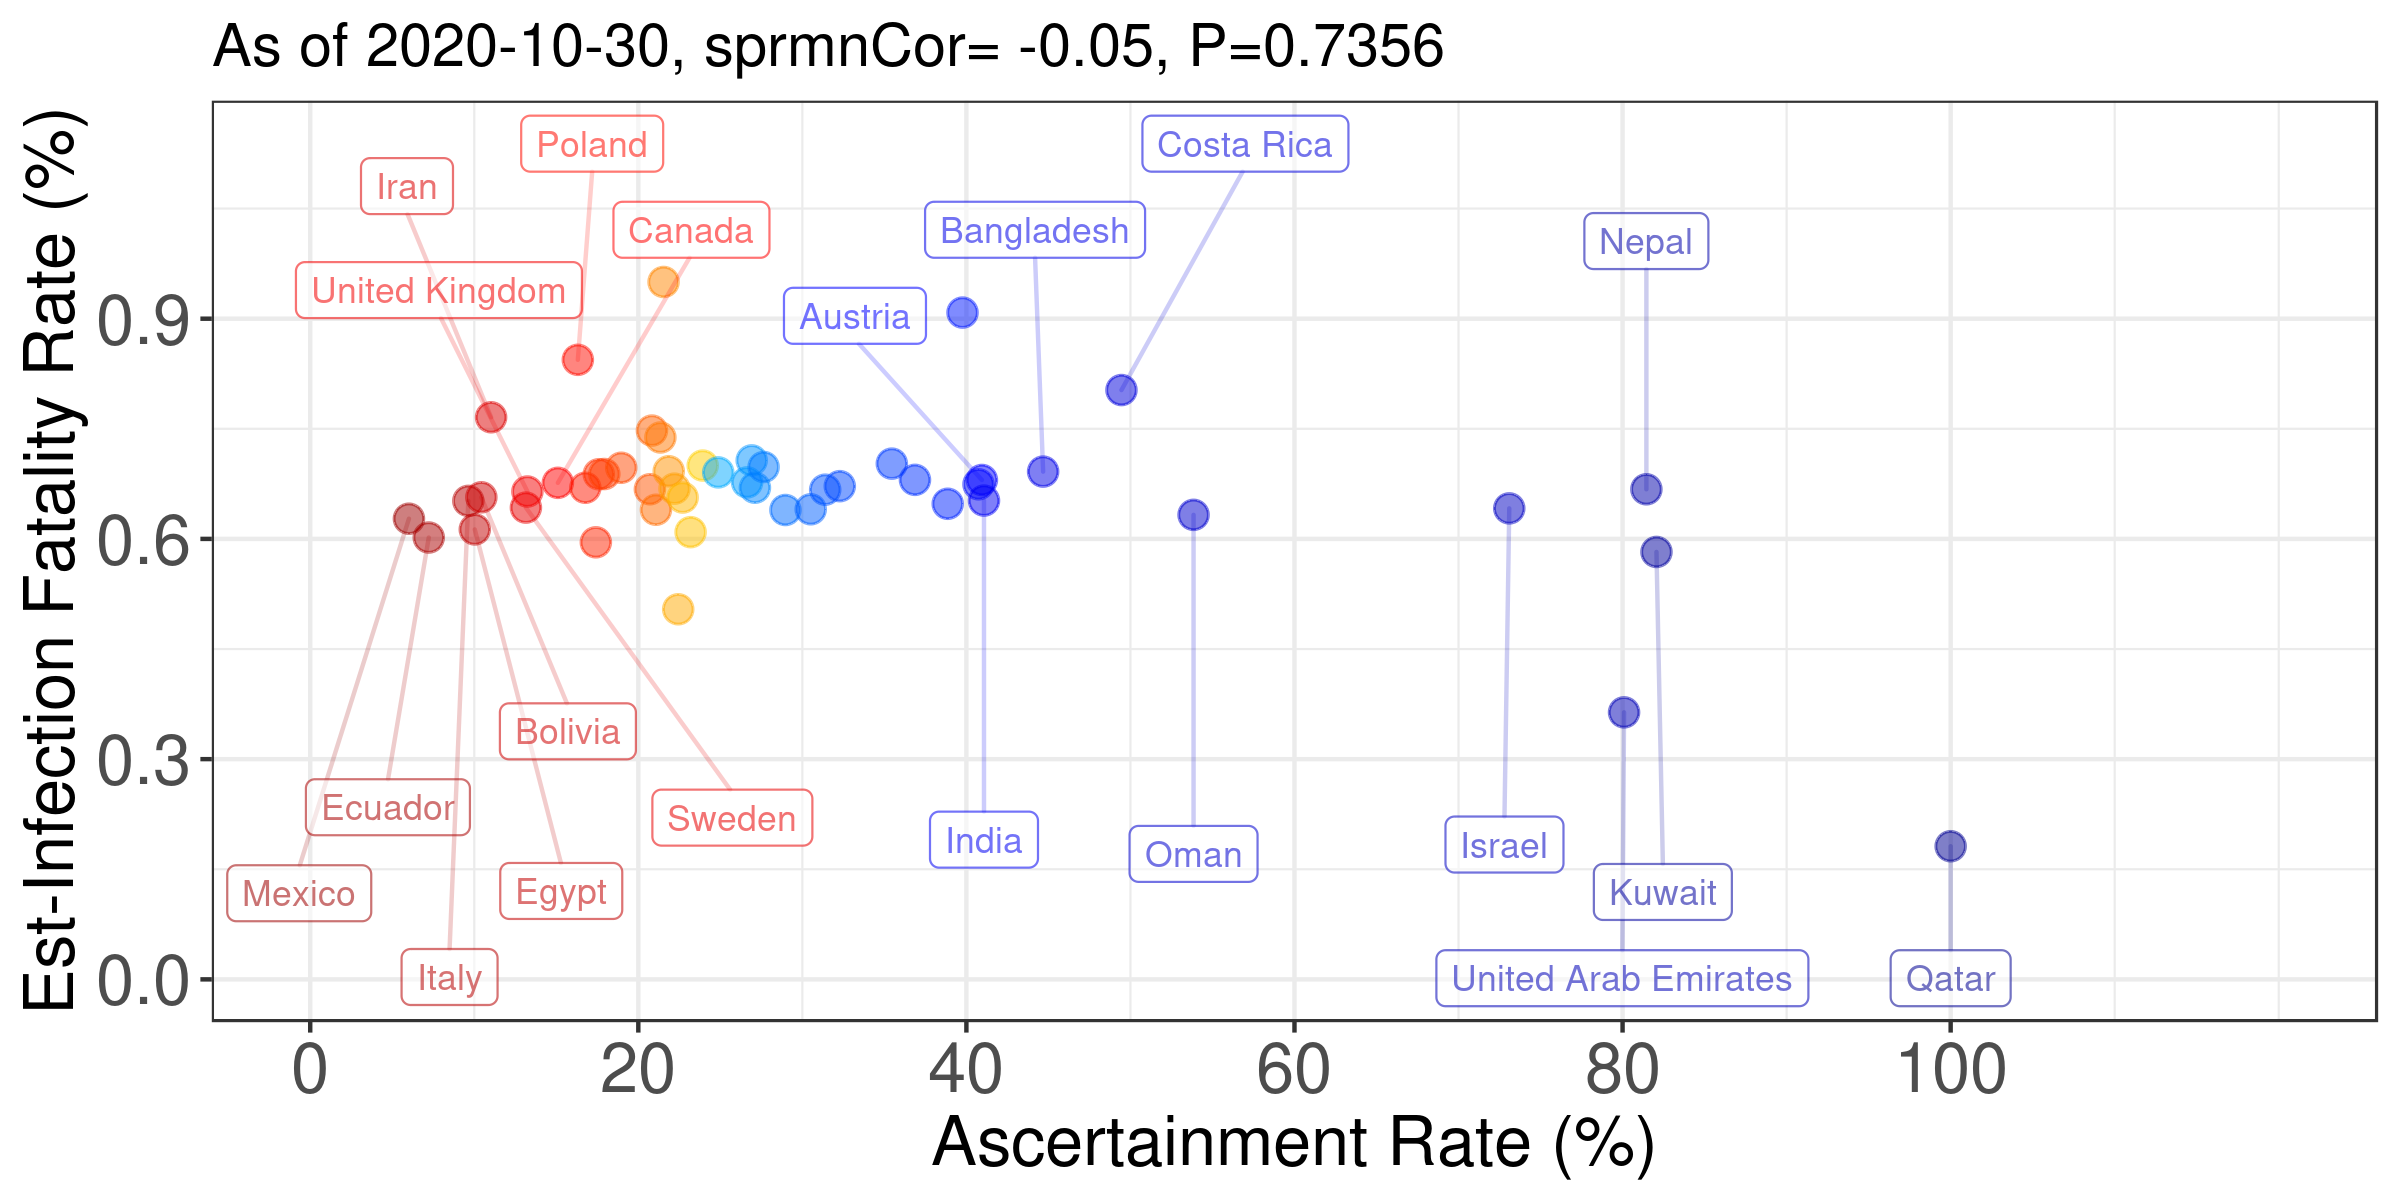 As of 2020-10-30, sprmnCor= -0.05, P=0.7356
Est-Infection Fatality Rate (%)
0.9
0.6
0.3
0.0
Poland
Costa Rica
Iran
Canada
Bangladesh
Nepal
United Kingdom
Austria
Bolivia
Ecuador
Sweden
India
Oman
Israel
Mexico
Egypt
Kuwait
Italy
United Arab Emirates
Qatar
0
20
40
60
80
100
Ascertainment Rate (%)